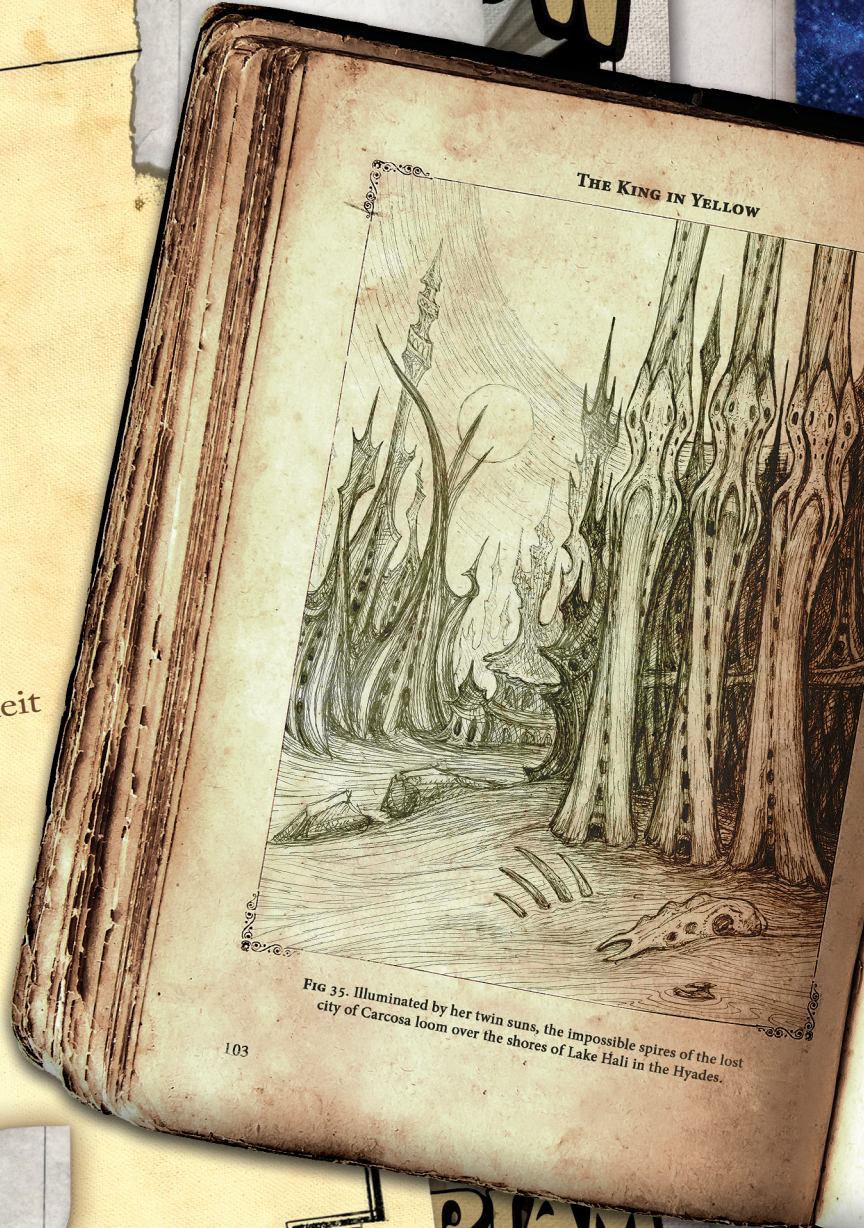 The King in Yellow
eit
Fig 35. Illuminated by her twin suns, the impossible spires of the lost
city of Carcosa loom over the shores of Lake Hali in the Hyades.
103